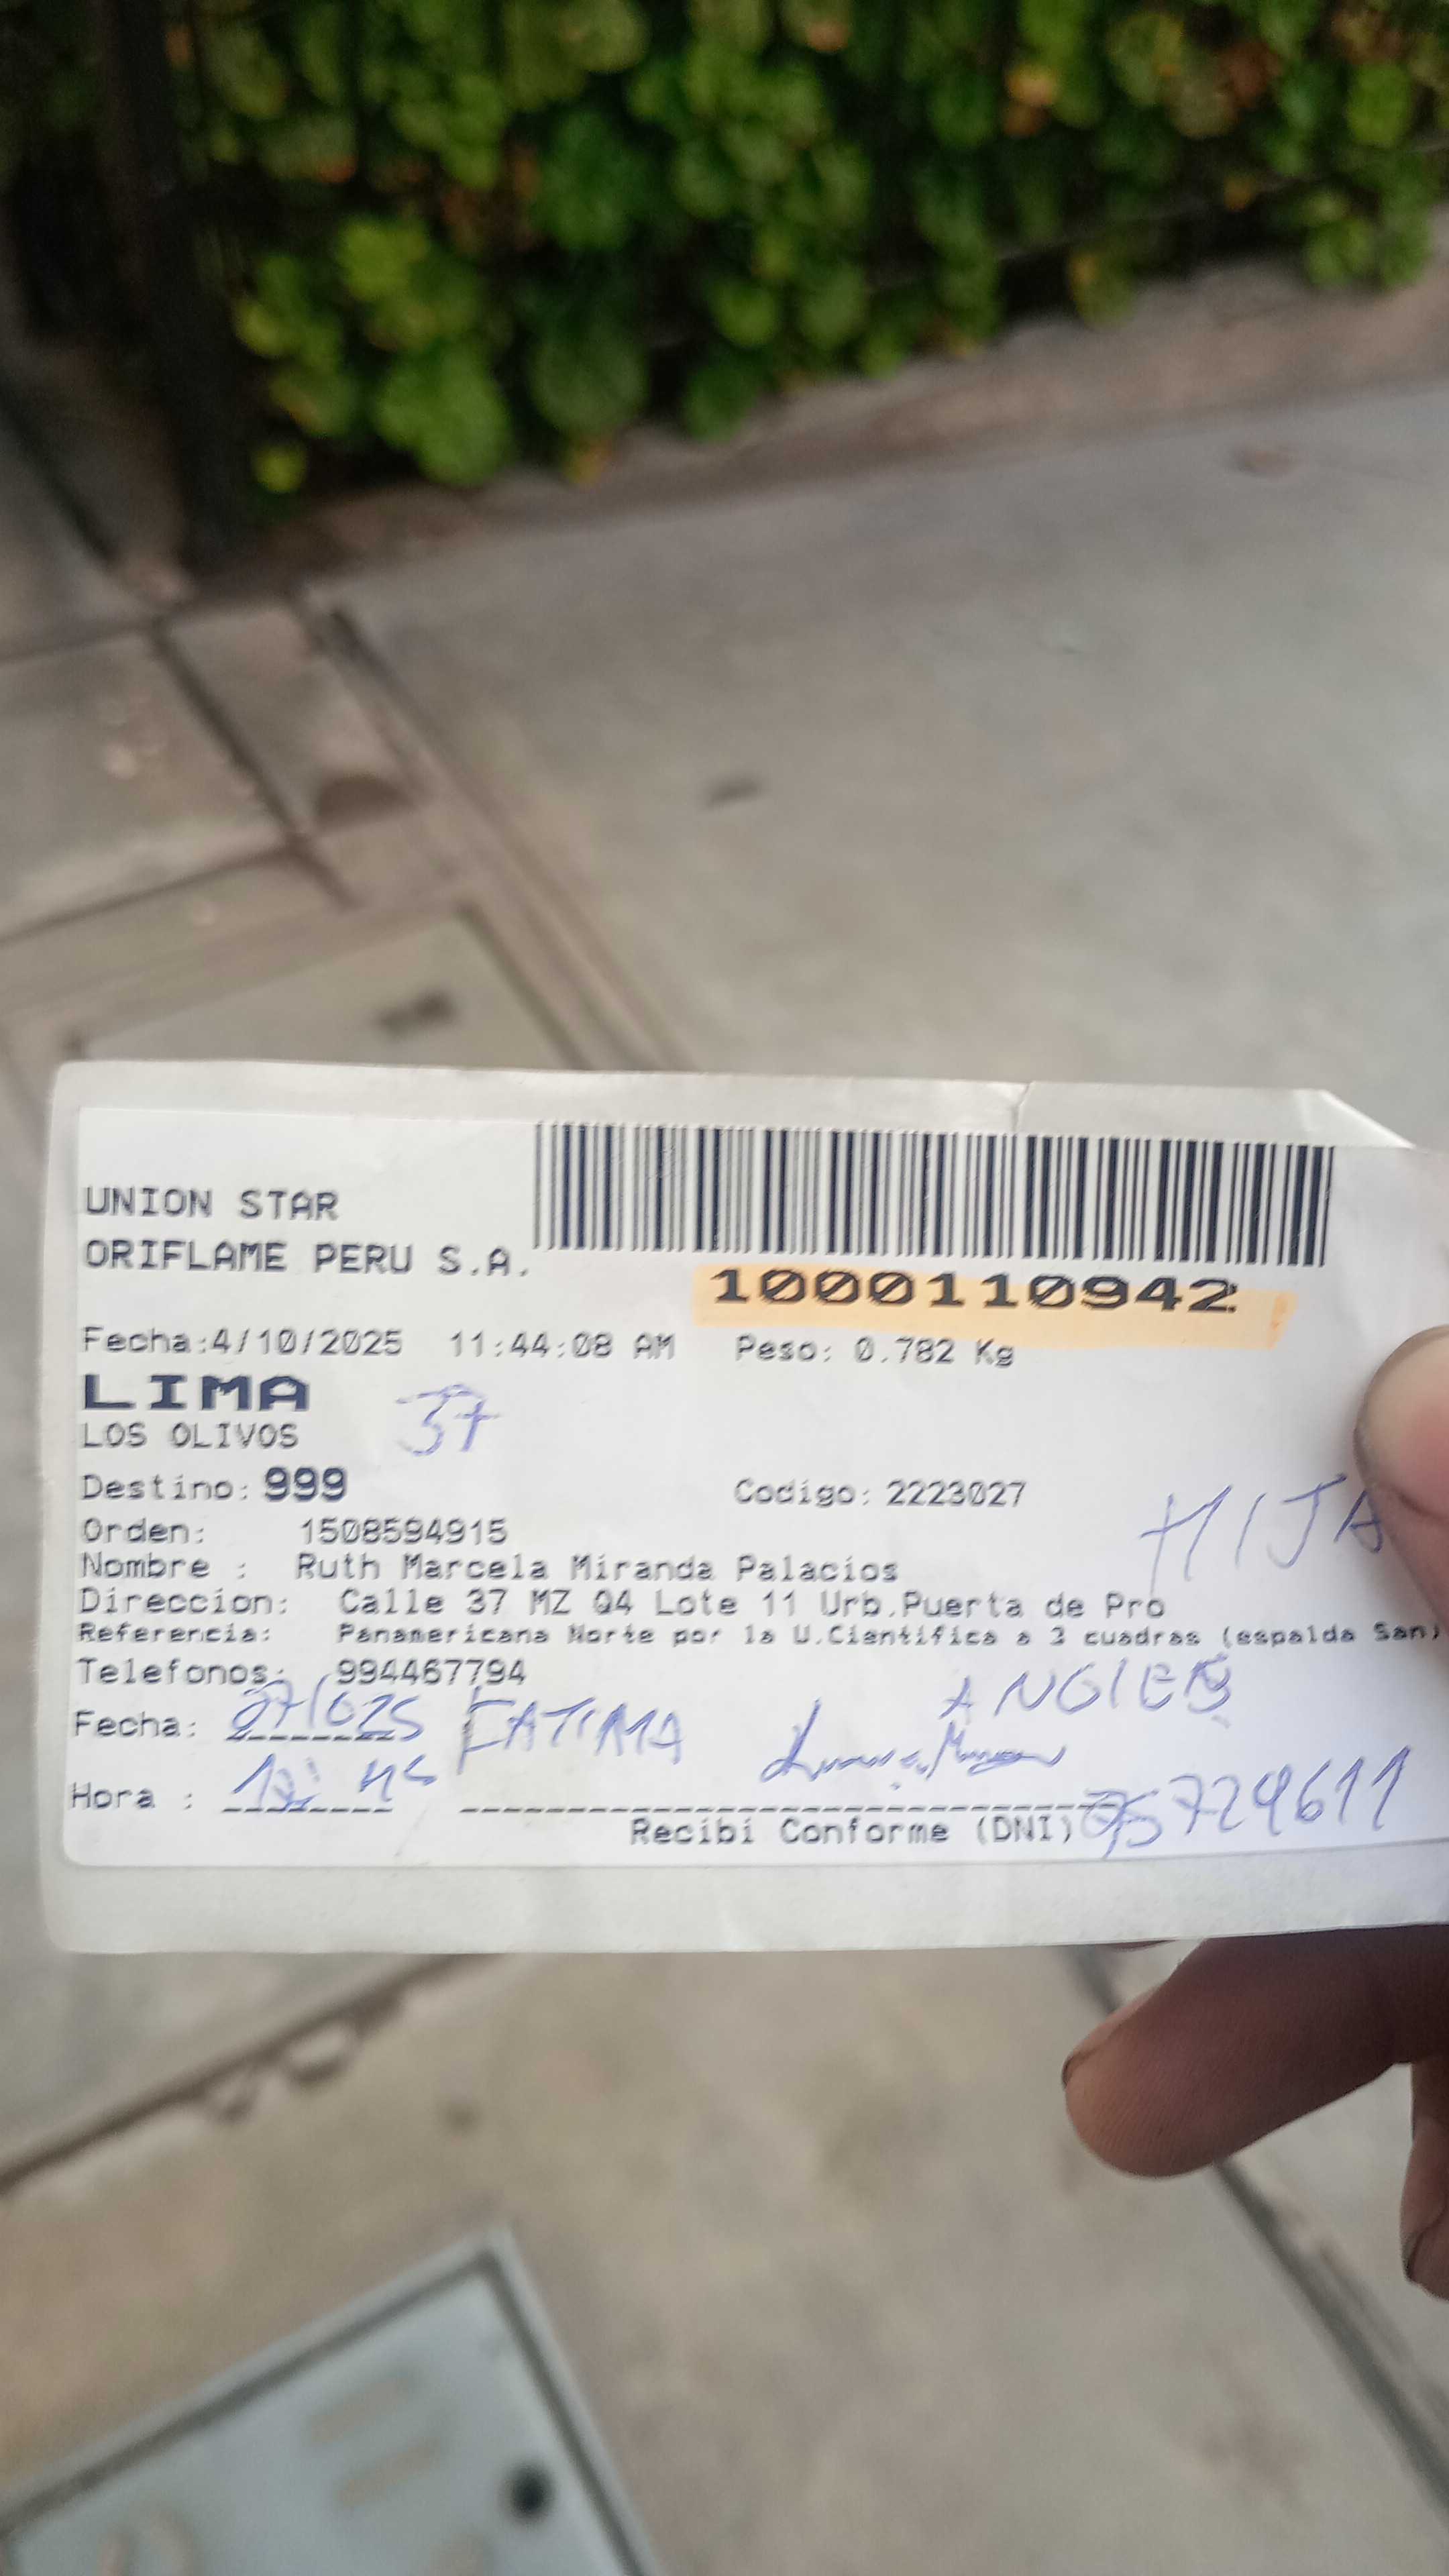 UNION STAR
ORIFLAME PERU S.A.
1000110942
Fecha:4/10/2025 11:44:08 AM Peso: 0.782 Kg
LIMA
LOS OLIVOS 37
Destino: 999 Codigo: 2223027
HIJA
Orden: 1508594915
Nombre : Ruth Marcela Miranda Palacios
Direccion: Calle 37 MZ Q4 Lote 11 Urb.Puerta de Pro
Referencia: Panamericana Norte por la U.Cientifica a 3 cuadras (espalda San)
Telefonos: 994467794
Fecha: FATIMA
Hora :
Recibi Conforme (DNI) 75729611